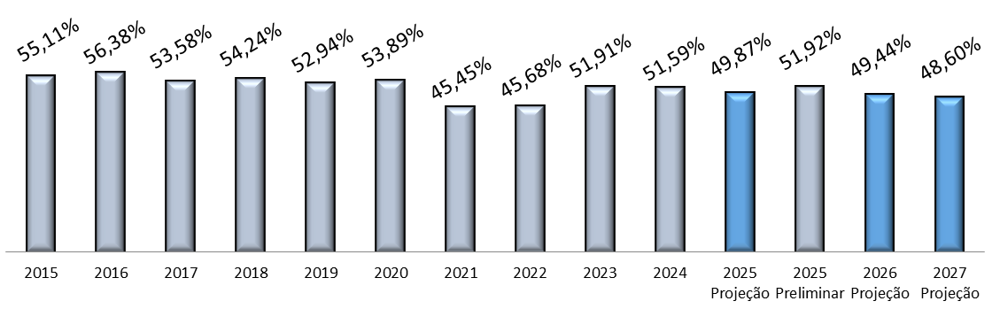 55,11% 56,38% 53,58% 54,24% 52,94% 53,89% 45,45% 45,68% 51,91% 51,59% 49,87% 51,92% 49,44% 48,60%
2015 2016 2017 2018 2019 2020 2021 2022 2023 2024 2025 2025 2026 2027
Projeção Preliminar Projeção Projeção